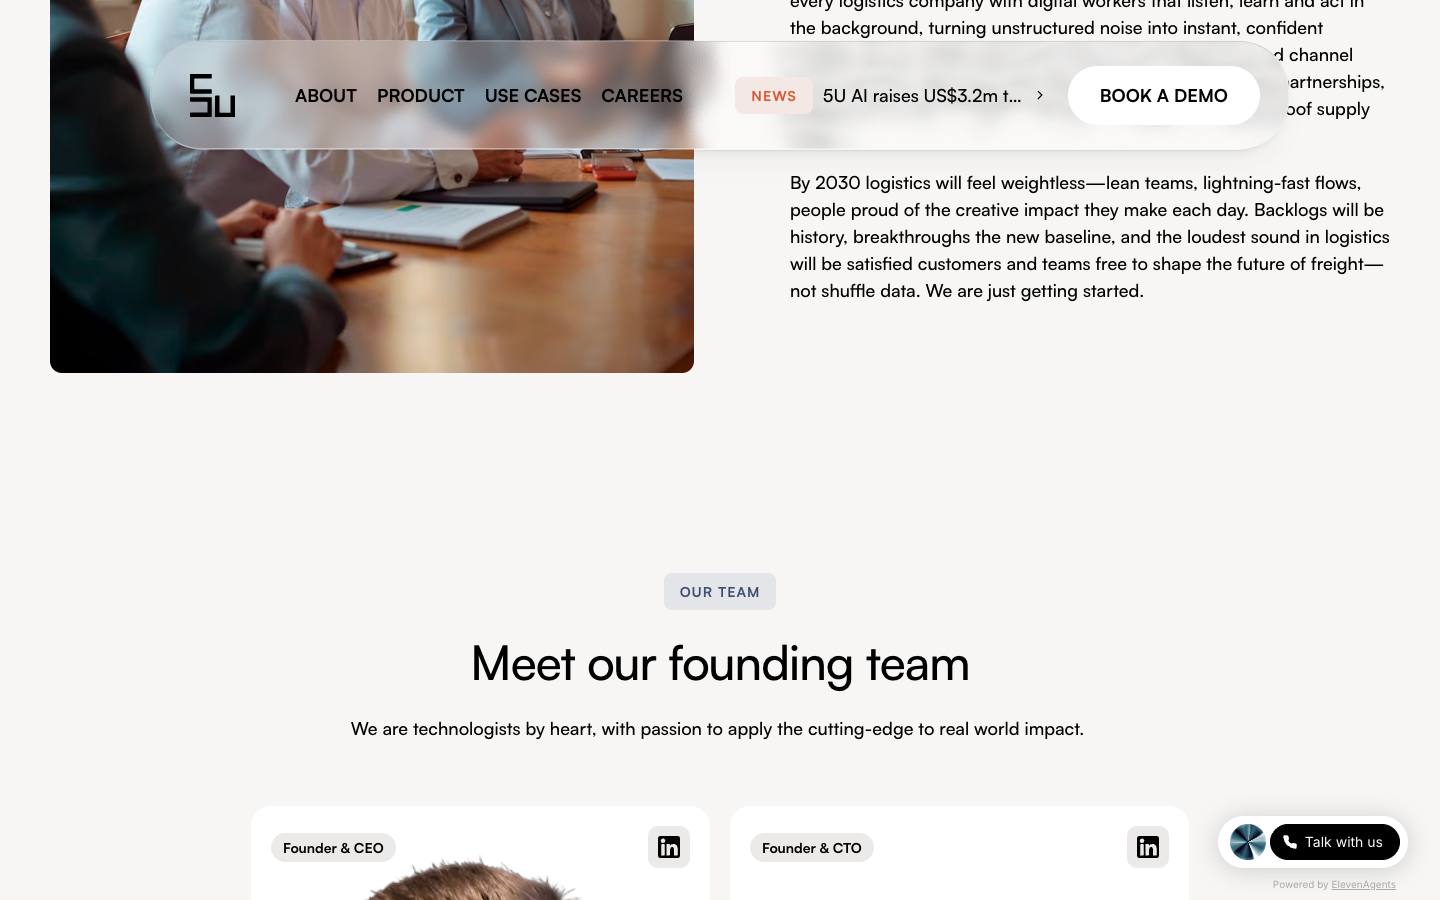 every logistics company with digital workers that listen, learn and act in
the background, turning unstructured noise into instant, confident
channel
artnerships,
oof supply
5u
ABOUT PRODUCT USE CASES CAREERS NEWS 5U AI raises US$3.2m t... BOOK A DEMO
By 2030 logistics will feel weightless—lean teams, lightning-fast flows,
people proud of the creative impact they make each day. Backlogs will be
history, breakthroughs the new baseline, and the loudest sound in logistics
will be satisfied customers and teams free to shape the future of freight—
not shuffle data. We are just getting started.
OUR TEAM
Meet our founding team
We are technologists by heart, with passion to apply the cutting-edge to real world impact.
Founder & CEO
in
Founder & CTO
in
Talk with us
Powered by ElevenAgents